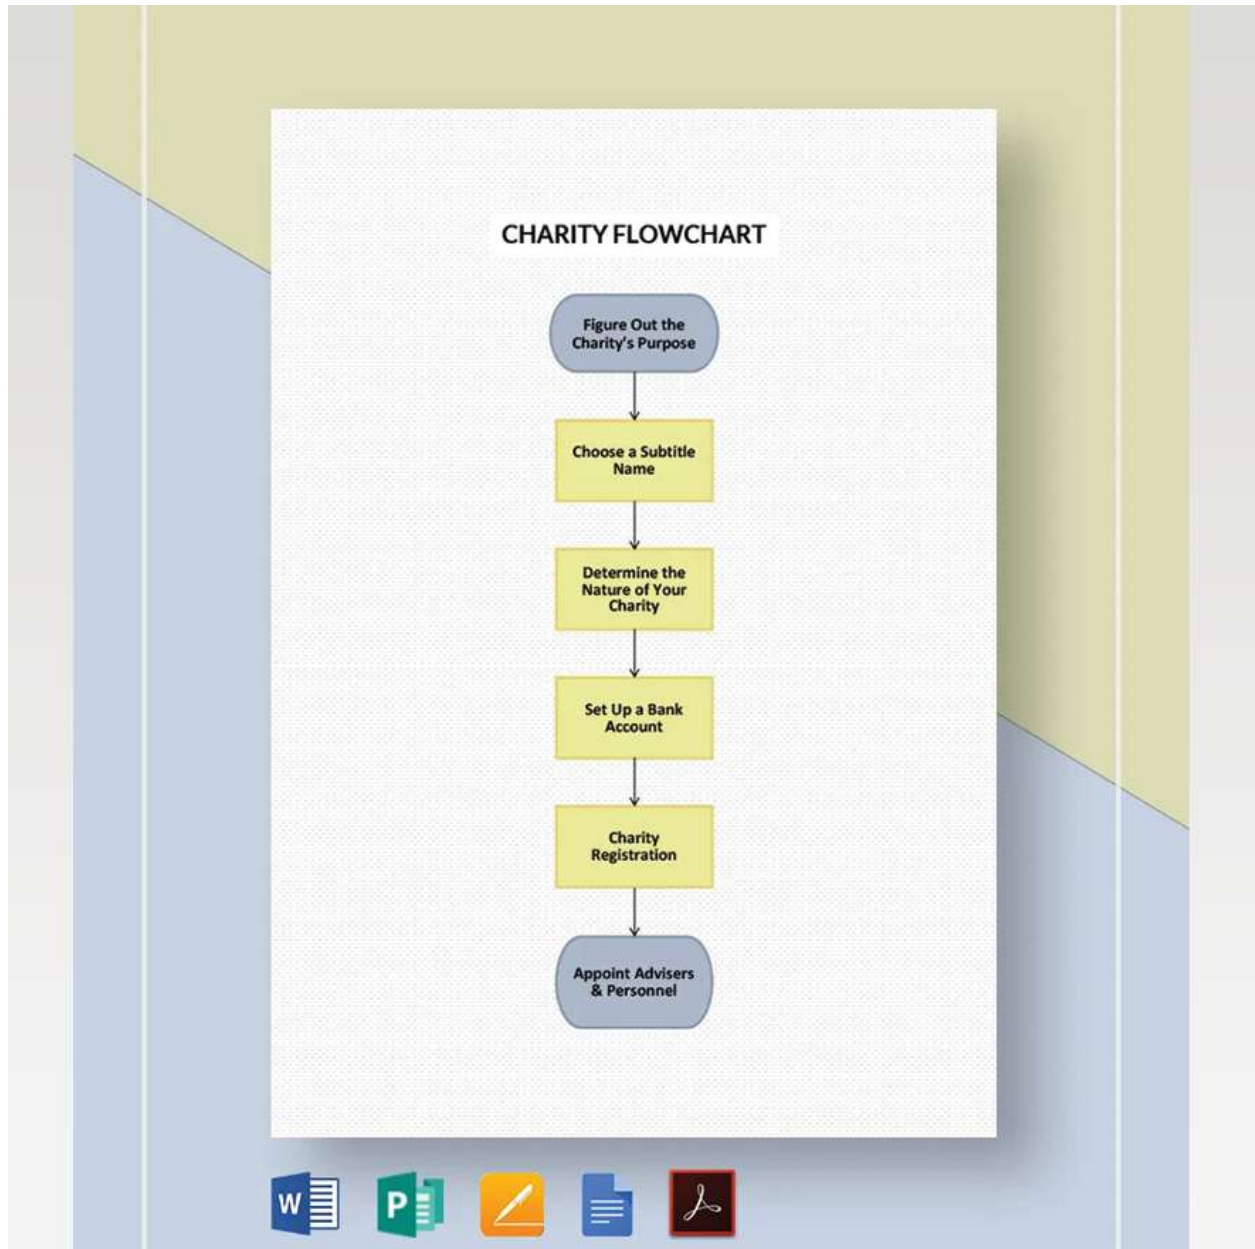 CHARITY FLOWCHART
Figure Out the
Charity's Purpose
Choose a Subtitle
Name
Determine the
Nature of Your
Charity
Set Up a Bank
Account
Charity
Registration
Appoint Advisers
& Personnel
W
P